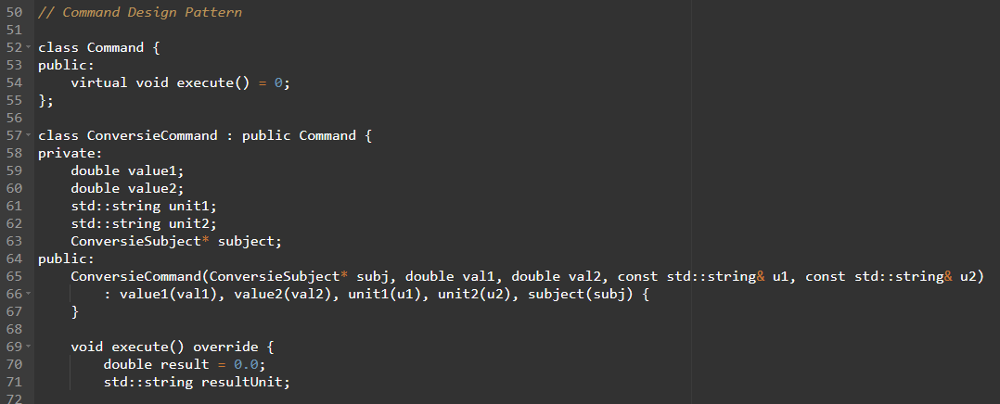 50 // Command Design Pattern
51
52 class Command {
53 public:
54     virtual void execute() = 0;
55 };
56
57 class ConversieCommand : public Command {
58 private:
59     double value1;
60     double value2;
61     std::string unit1;
62     std::string unit2;
63     ConversieSubject* subject;
64 public:
65     ConversieCommand(ConversieSubject* subj, double val1, double val2, const std::string& u1, const std::string& u2)
66         : value1(val1), value2(val2), unit1(u1), unit2(u2), subject(subj) {
67     }
68
69     void execute() override {
70         double result = 0.0;
71         std::string resultUnit;
72